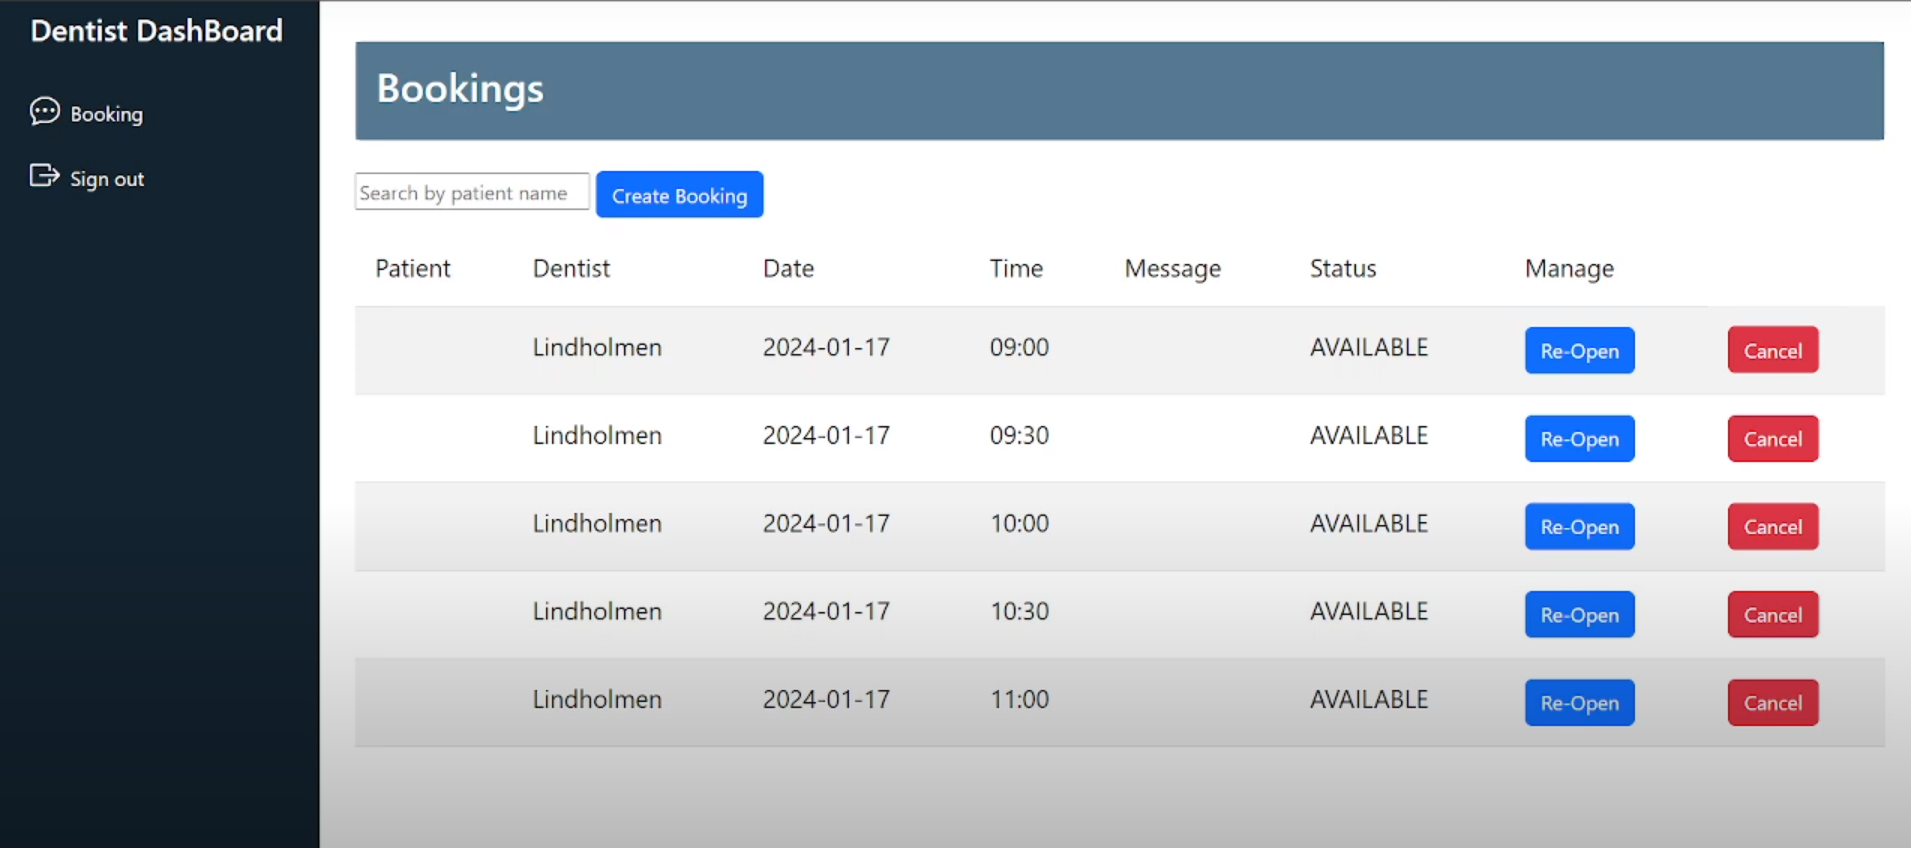 Dentist DashBoard
Booking
Sign out
Bookings
Search by patient name Create Booking
Patient Dentist Date Time Message Status Manage
Lindholmen 2024-01-17 09:00 AVAILABLE Re-Open Cancel
Lindholmen 2024-01-17 09:30 AVAILABLE Re-Open Cancel
Lindholmen 2024-01-17 10:00 AVAILABLE Re-Open Cancel
Lindholmen 2024-01-17 10:30 AVAILABLE Re-Open Cancel
Lindholmen 2024-01-17 11:00 AVAILABLE Re-Open Cancel